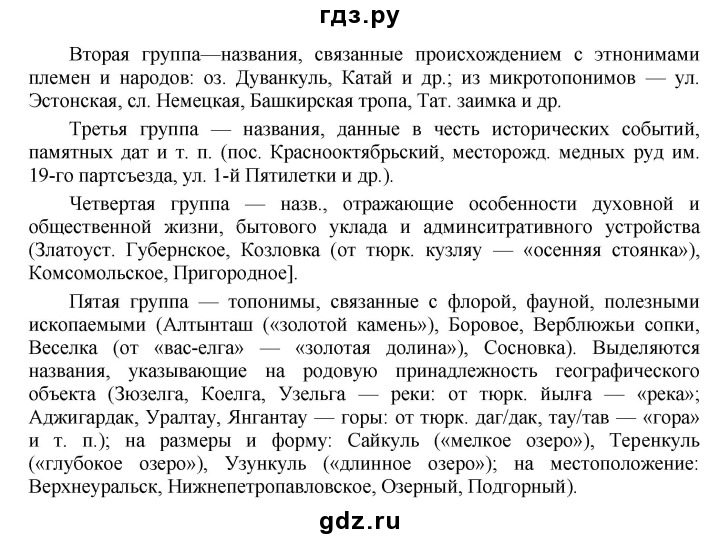 гдз.ру
Вторая группа—названия, связанные происхождением с этнонимами
племен и народов: оз. Дуванкуль, Катай и др.; из микротопонимов — ул.
Эстонская, сл. Немецкая, Башкирская тропа, Тат. заимка и др.
Третья группа — названия, данные в честь исторических событий,
памятных дат и т. п. (пос. Краснооктябрьский, месторожд. медных руд им.
19-го партсъезда, ул. 1-й Пятилетки и др.).
Четвертая группа — назв., отражающие особенности духовной и
общественной жизни, бытового уклада и адмнситративного устройства
(Златоуст. Губернское, Козловка (от тюрк. кузляу — «осенняя стоянка»),
Комсомольское, Пригородное].
Пятая группа — топонимы, связанные с флорой, фауной, полезными
ископаемыми (Алтынташ («золотой камень»), Боровое, Верблюжьи сопки,
Веселка (от «вас-елга» — «золотая долина»), Сосновка). Выделяются
названия, указывающие на родовую принадлежность географического
объекта (Зюзелга, Коелга, Узельга — реки: от тюрк. йылға — «река»;
Аджигардак, Уралтау, Янгантау — горы: от тюрк. даг/дак, тау/тав — «гора»
и т. п.); на размеры и форму: Сайкуль («мелкое озеро»), Теренкуль
(«глубокое озеро»), Узункуль («длинное озеро»); на местоположение:
Верхнеуральск, Нижнепетропавловское, Озерный, Подгорный).
gdz.ru